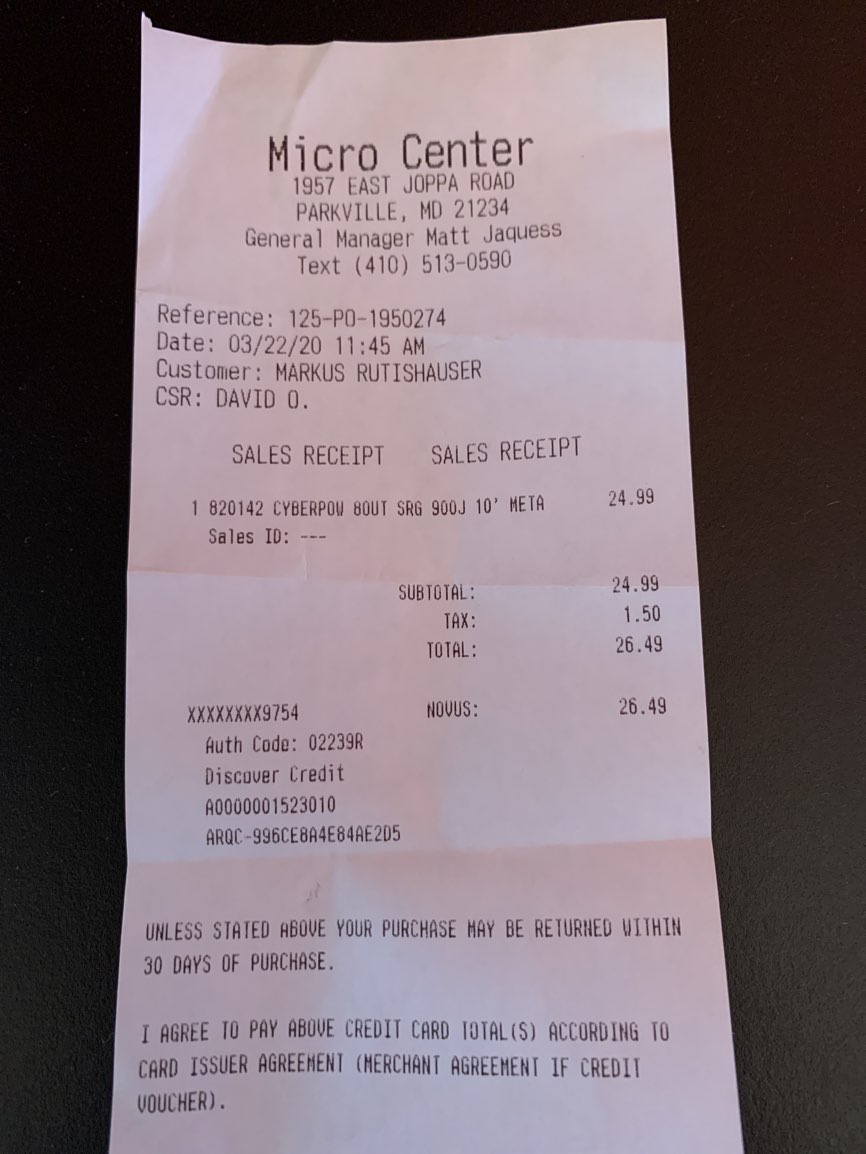 Micro Center
1957 EAST JOPPA ROAD
PARKVILLE, MD 21234
General Manager Matt Jaquess
Text (410) 513-0590
Reference: 125-PO-1950274
Date: 03/22/20 11:45 AM
Customer: MARKUS RUTISHAUSER
CSR: DAVID O.
SALES RECEIPT SALES RECEIPT
1 820142 CYBERPOW 8OUT SRG 900J 10' META 24.99
Sales ID: ---
SUBTOTAL: 24.99
TAX: 1.50
TOTAL: 26.49
XXXXXXXX9754 NOVUS: 26.49
Auth Code: 02239R
Discover Credit
A0000001523010
ARQC-996CE8A4E84AE2D5
UNLESS STATED ABOVE YOUR PURCHASE MAY BE RETURNED WITHIN
30 DAYS OF PURCHASE.
I AGREE TO PAY ABOVE CREDIT CARD TOTAL(S) ACCORDING TO
CARD ISSUER AGREEMENT (MERCHANT AGREEMENT IF CREDIT
VOUCHER).